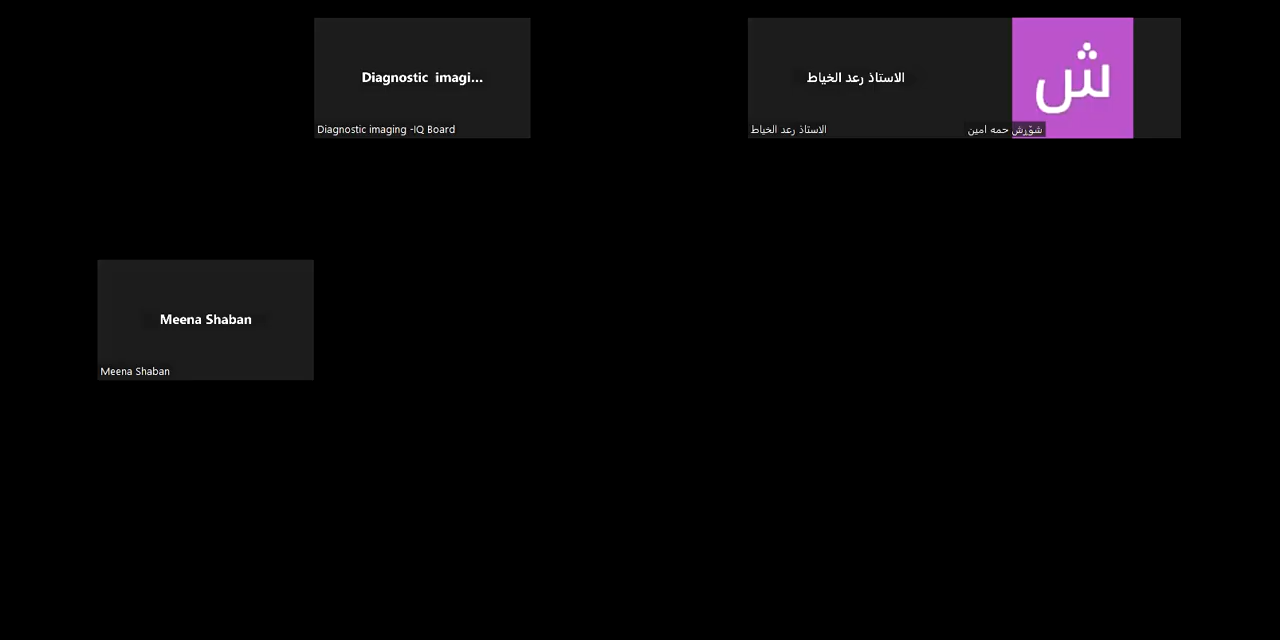 Diagnostic imagi...
Diagnostic imaging -IQ Board
الاستاذ رعد الخياط
الاستاذ رعد الخياط
ش
شۆڕش حمه امين
Meena Shaban
Meena Shaban